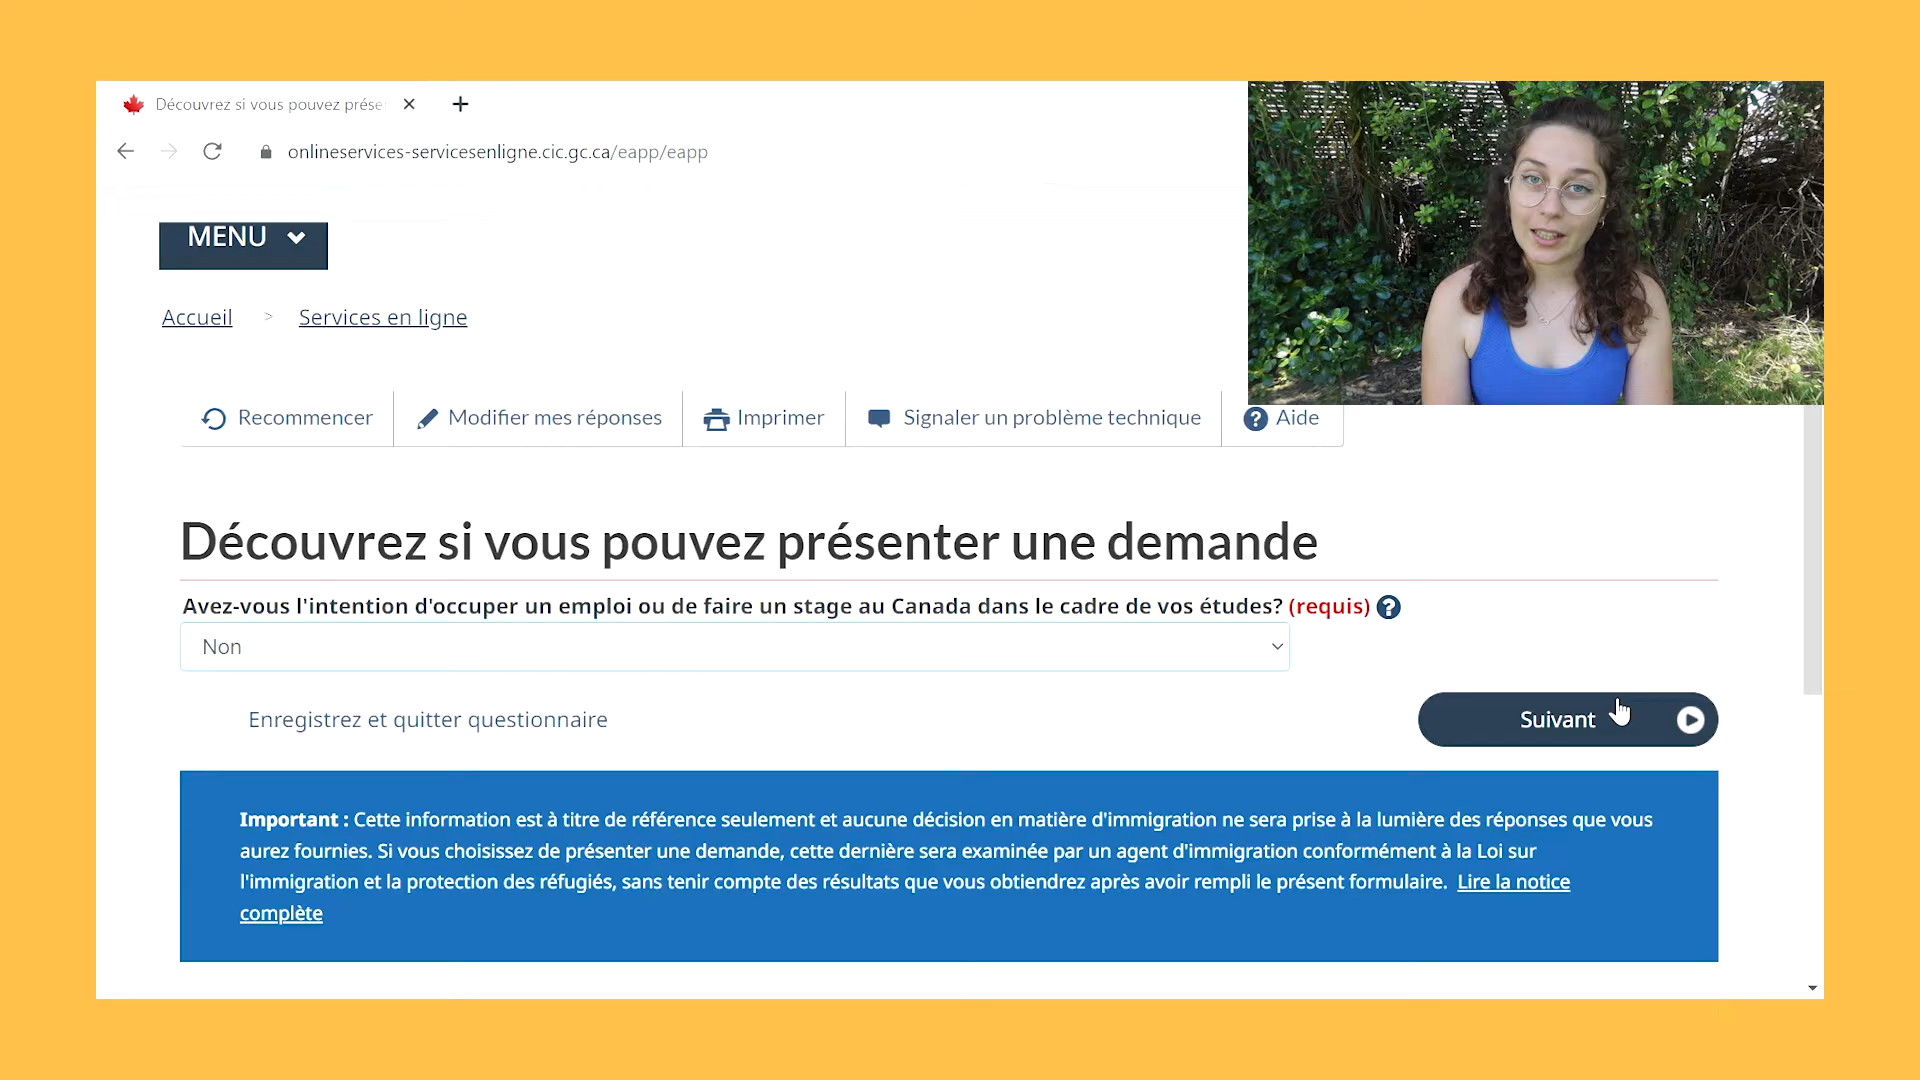 Découvrez si vous pouvez prése
onlineservices-servicesenligne.cic.gc.ca/eapp/eapp
MENU
Accueil > Services en ligne
Recommencer Modifier mes réponses Imprimer Signaler un problème technique Aide
Découvrez si vous pouvez présenter une demande
Avez-vous l'intention d'occuper un emploi ou de faire un stage au Canada dans le cadre de vos études? (requis)
Non
Enregistrez et quitter questionnaire
Suivant
Important : Cette information est à titre de référence seulement et aucune décision en matière d'immigration ne sera prise à la lumière des réponses que vous
aurez fournies. Si vous choisissez de présenter une demande, cette dernière sera examinée par un agent d'immigration conformément à la Loi sur
l'immigration et la protection des réfugiés, sans tenir compte des résultats que vous obtiendrez après avoir rempli le présent formulaire. Lire la notice
complète